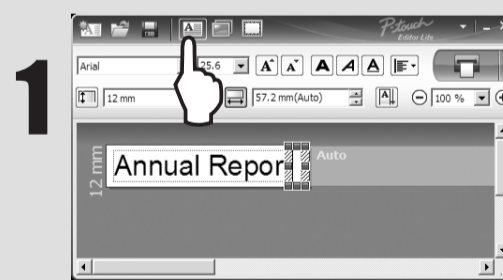 1
P-touch
Editor Lite
Arial
25.6
A A A A A
12 mm
57.2 mm(Auto)
A
100 %
12 mm
Annual Repor
Auto